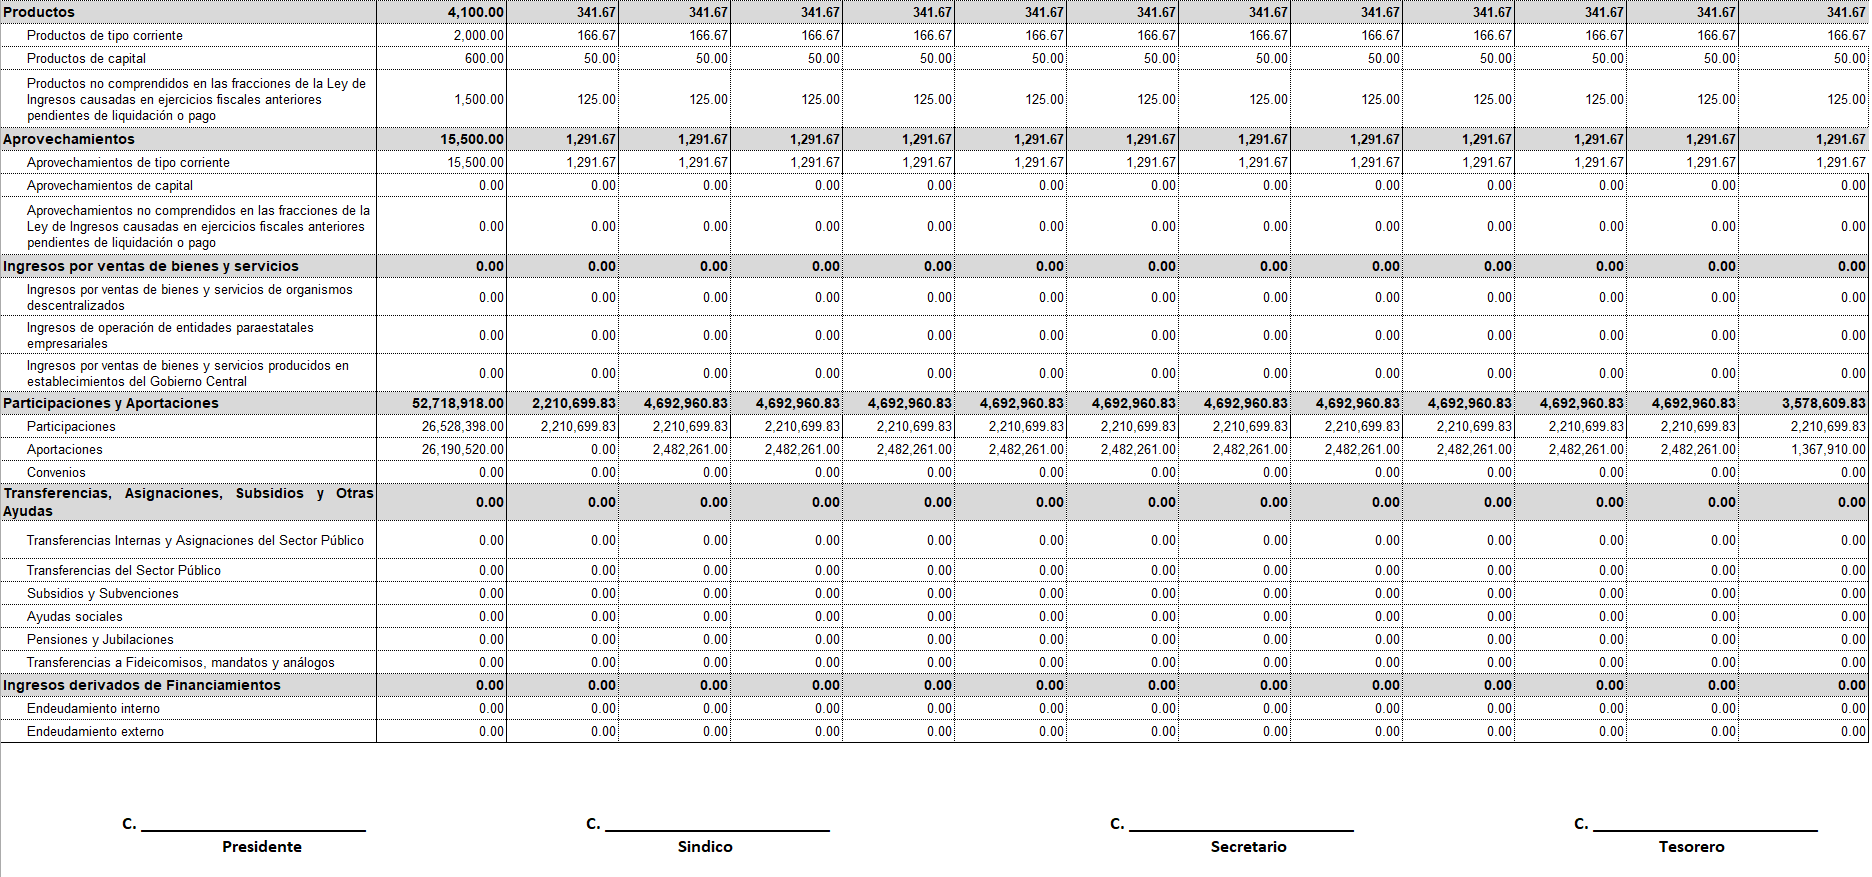 Productos 4,100.00 341.67 341.67 341.67 341.67 341.67 341.67 341.67 341.67 341.67 341.67 341.67 341.67
Productos de tipo corriente 2,000.00 166.67 166.67 166.67 166.67 166.67 166.67 166.67 166.67 166.67 166.67 166.67 166.67
Productos de capital 600.00 50.00 50.00 50.00 50.00 50.00 50.00 50.00 50.00 50.00 50.00 50.00 50.00
Productos no comprendidos en las fracciones de la Ley de
Ingresos causadas en ejercicios fiscales anteriores 1,500.00 125.00 125.00 125.00 125.00 125.00 125.00 125.00 125.00 125.00 125.00 125.00 125.00
pendientes de liquidación o pago
Aprovechamientos 15,500.00 1,291.67 1,291.67 1,291.67 1,291.67 1,291.67 1,291.67 1,291.67 1,291.67 1,291.67 1,291.67 1,291.67 1,291.67
Aprovechamientos de tipo corriente 15,500.00 1,291.67 1,291.67 1,291.67 1,291.67 1,291.67 1,291.67 1,291.67 1,291.67 1,291.67 1,291.67 1,291.67 1,291.67
Aprovechamientos de capital 0.00 0.00 0.00 0.00 0.00 0.00 0.00 0.00 0.00 0.00 0.00 0.00 0.00
Aprovechamientos no comprendidos en las fracciones de la
Ley de Ingresos causadas en ejercicios fiscales anteriores 0.00 0.00 0.00 0.00 0.00 0.00 0.00 0.00 0.00 0.00 0.00 0.00 0.00
pendientes de liquidación o pago
Ingresos por ventas de bienes y servicios 0.00 0.00 0.00 0.00 0.00 0.00 0.00 0.00 0.00 0.00 0.00 0.00 0.00
Ingresos por ventas de bienes y servicios de organismos
descentralizados 0.00 0.00 0.00 0.00 0.00 0.00 0.00 0.00 0.00 0.00 0.00 0.00 0.00
Ingresos de operación de entidades paraestatales
empresariales 0.00 0.00 0.00 0.00 0.00 0.00 0.00 0.00 0.00 0.00 0.00 0.00 0.00
Ingresos por ventas de bienes y servicios producidos en
establecimientos del Gobierno Central 0.00 0.00 0.00 0.00 0.00 0.00 0.00 0.00 0.00 0.00 0.00 0.00 0.00
Participaciones y Aportaciones 52,718,918.00 2,210,699.83 4,692,960.83 4,692,960.83 4,692,960.83 4,692,960.83 4,692,960.83 4,692,960.83 4,692,960.83 4,692,960.83 4,692,960.83 4,692,960.83 3,578,609.83
Participaciones 26,528,398.00 2,210,699.83 2,210,699.83 2,210,699.83 2,210,699.83 2,210,699.83 2,210,699.83 2,210,699.83 2,210,699.83 2,210,699.83 2,210,699.83 2,210,699.83 2,210,699.83
Aportaciones 26,190,520.00 0.00 2,482,261.00 2,482,261.00 2,482,261.00 2,482,261.00 2,482,261.00 2,482,261.00 2,482,261.00 2,482,261.00 2,482,261.00 2,482,261.00 1,367,910.00
Convenios 0.00 0.00 0.00 0.00 0.00 0.00 0.00 0.00 0.00 0.00 0.00 0.00 0.00
Transferencias, Asignaciones, Subsidios y Otras
Ayudas 0.00 0.00 0.00 0.00 0.00 0.00 0.00 0.00 0.00 0.00 0.00 0.00 0.00
Transferencias Internas y Asignaciones del Sector Público 0.00 0.00 0.00 0.00 0.00 0.00 0.00 0.00 0.00 0.00 0.00 0.00 0.00
Transferencias del Sector Público 0.00 0.00 0.00 0.00 0.00 0.00 0.00 0.00 0.00 0.00 0.00 0.00 0.00
Subsidios y Subvenciones 0.00 0.00 0.00 0.00 0.00 0.00 0.00 0.00 0.00 0.00 0.00 0.00 0.00
Ayudas sociales 0.00 0.00 0.00 0.00 0.00 0.00 0.00 0.00 0.00 0.00 0.00 0.00 0.00
Pensiones y Jubilaciones 0.00 0.00 0.00 0.00 0.00 0.00 0.00 0.00 0.00 0.00 0.00 0.00 0.00
Transferencias a Fideicomisos, mandatos y análogos 0.00 0.00 0.00 0.00 0.00 0.00 0.00 0.00 0.00 0.00 0.00 0.00 0.00
Ingresos derivados de Financiamientos 0.00 0.00 0.00 0.00 0.00 0.00 0.00 0.00 0.00 0.00 0.00 0.00 0.00
Endeudamiento interno 0.00 0.00 0.00 0.00 0.00 0.00 0.00 0.00 0.00 0.00 0.00 0.00 0.00
Endeudamiento externo 0.00 0.00 0.00 0.00 0.00 0.00 0.00 0.00 0.00 0.00 0.00 0.00 0.00
C. __________________________ C. __________________________ C. __________________________ C. __________________________
Presidente Sindico Secretario Tesorero